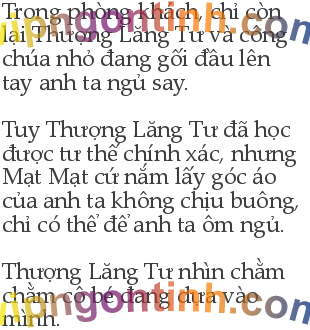 Trong phòng khách, chỉ còn
lại Thượng Lăng Tư và công
chúa nhỏ đang gối đầu lên
tay anh ta ngủ say.
Tuy Thượng Lăng Tư đã học
được tư thế chính xác, nhưng
Mạt Mạt cứ nắm lấy góc áo
của anh ta không chịu buông,
chỉ có thể để anh ta ôm ngủ.
Thượng Lăng Tư nhìn chằm
chằm cô bé đang dựa vào
mình.